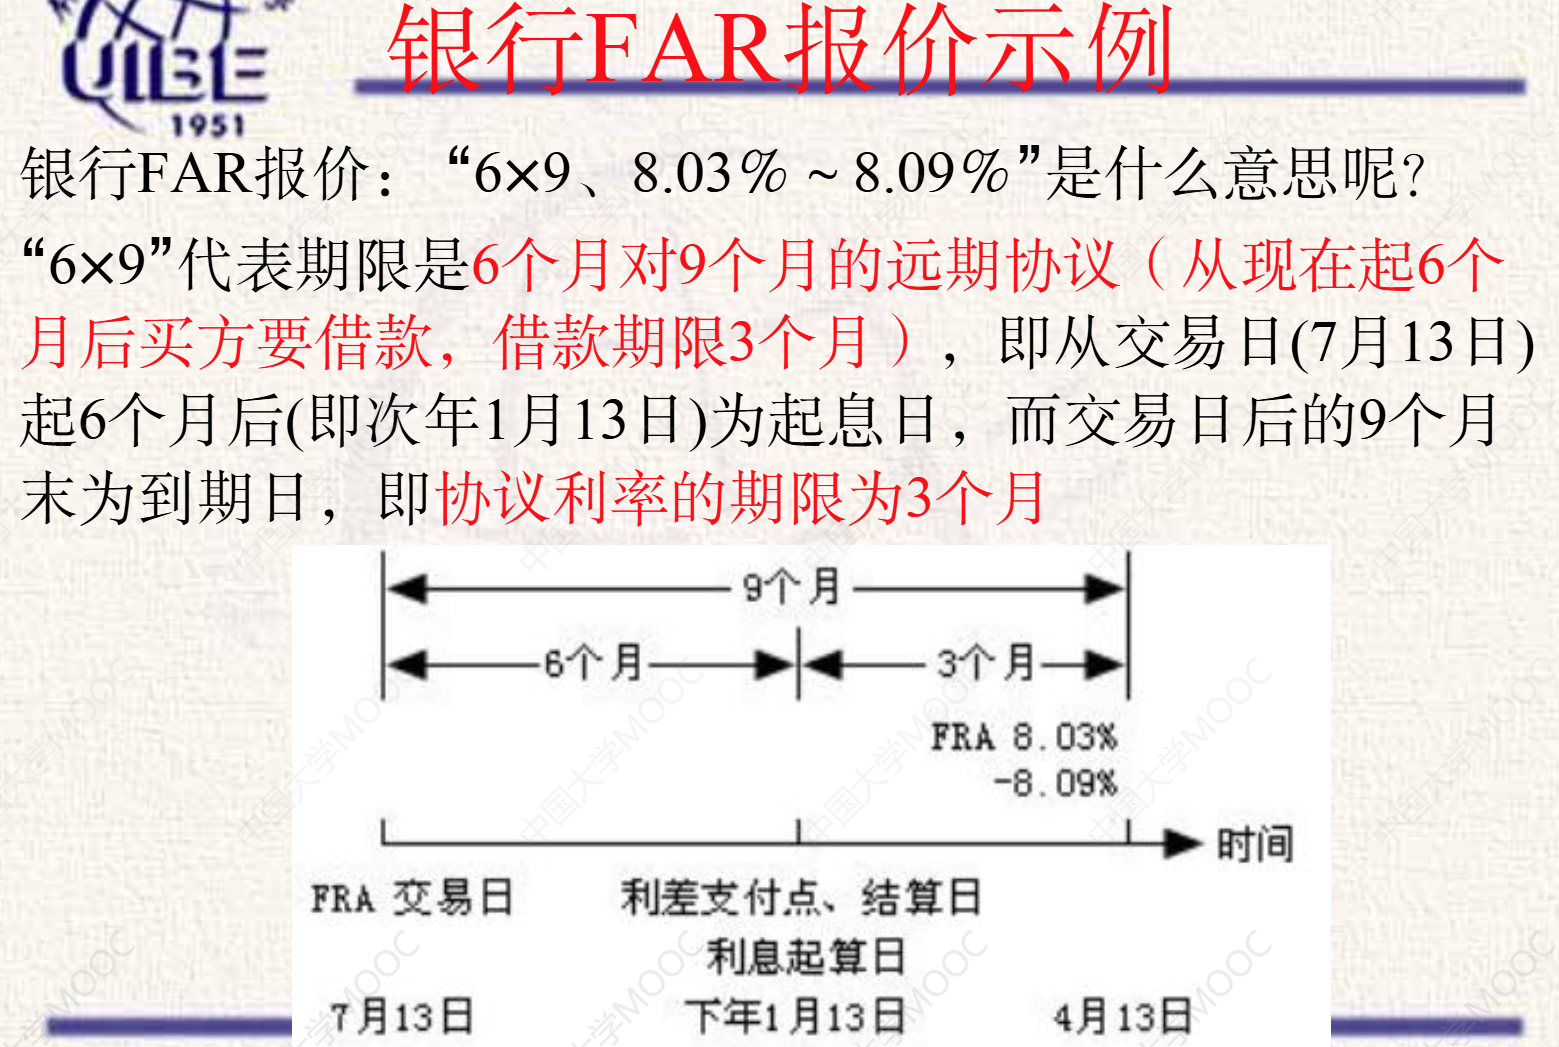 银行FAR报价示例
UIBE
1951
银行FAR报价：“6×9、8.03%～8.09%”是什么意思呢?
“6×9”代表期限是6个月对9个月的远期协议（从现在起6个
月后买方要借款，借款期限3个月），即从交易日(7月13日)
起6个月后(即次年1月13日)为起息日，而交易日后的9个月
末为到期日，即协议利率的期限为3个月
9个月
6个月 3个月
FRA 8.03%
-8.09%
时间
FRA 交易日 利差支付点、结算日
利息起算日
7月13日 下年1月13日 4月13日
中国大学MOOC